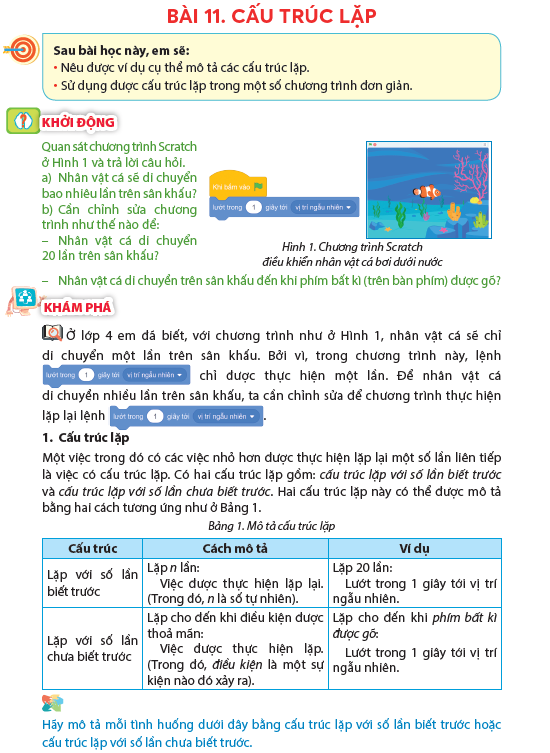 BÀI 11. CẤU TRÚC LẶP
Sau bài học này, em sẽ:
• Nêu được ví dụ cụ thể mô tả các cấu trúc lặp.
• Sử dụng được cấu trúc lặp trong một số chương trình đơn giản.
KHỞI ĐỘNG
Quan sát chương trình Scratch
ở Hình 1 và trả lời câu hỏi.
a) Nhân vật cá sẽ di chuyển
bao nhiêu lần trên sân khấu?
b) Cần chỉnh sửa chương
trình như thế nào để:
– Nhân vật cá di chuyển
20 lần trên sân khấu?
Khi bấm vào
lướt trong 1 giây tới vị trí ngẫu nhiên
Hình 1. Chương trình Scratch
điều khiển nhân vật cá bơi dưới nước
– Nhân vật cá di chuyển trên sân khấu đến khi phím bất kì (trên bàn phím) được gõ?
KHÁM PHÁ
Ở lớp 4 em đã biết, với chương trình như ở Hình 1, nhân vật cá sẽ chỉ
di chuyển một lần trên sân khấu. Bởi vì, trong chương trình này, lệnh
lướt trong 1 giây tới vị trí ngẫu nhiên chỉ được thực hiện một lần. Để nhân vật cá
di chuyển nhiều lần trên sân khấu, ta cần chỉnh sửa để chương trình thực hiện
lặp lại lệnh lướt trong 1 giây tới vị trí ngẫu nhiên .
1. Cấu trúc lặp
Một việc trong đó có các việc nhỏ hơn được thực hiện lặp lại một số lần liên tiếp
là việc có cấu trúc lặp. Có hai cấu trúc lặp gồm: cấu trúc lặp với số lần biết trước
và cấu trúc lặp với số lần chưa biết trước. Hai cấu trúc lặp này có thể được mô tả
bằng hai cách tương ứng như ở Bảng 1.
Bảng 1. Mô tả cấu trúc lặp
Cấu trúc Cách mô tả Ví dụ
Lặp với số lần
biết trước
Lặp n lần:
Việc được thực hiện lặp lại.
(Trong đó, n là số tự nhiên).
Lặp 20 lần:
Lướt trong 1 giây tới vị trí
ngẫu nhiên.
Lặp với số lần
chưa biết trước
Lặp cho đến khi điều kiện được
thoả mãn:
Việc được thực hiện lặp.
(Trong đó, điều kiện là một sự
kiện nào đó xảy ra).
Lặp cho đến khi phím bất kì
được gõ:
Lướt trong 1 giây tới vị trí
ngẫu nhiên.
Hãy mô tả mỗi tình huống dưới đây bằng cấu trúc lặp với số lần biết trước hoặc
cấu trúc lặp với số lần chưa biết trước.